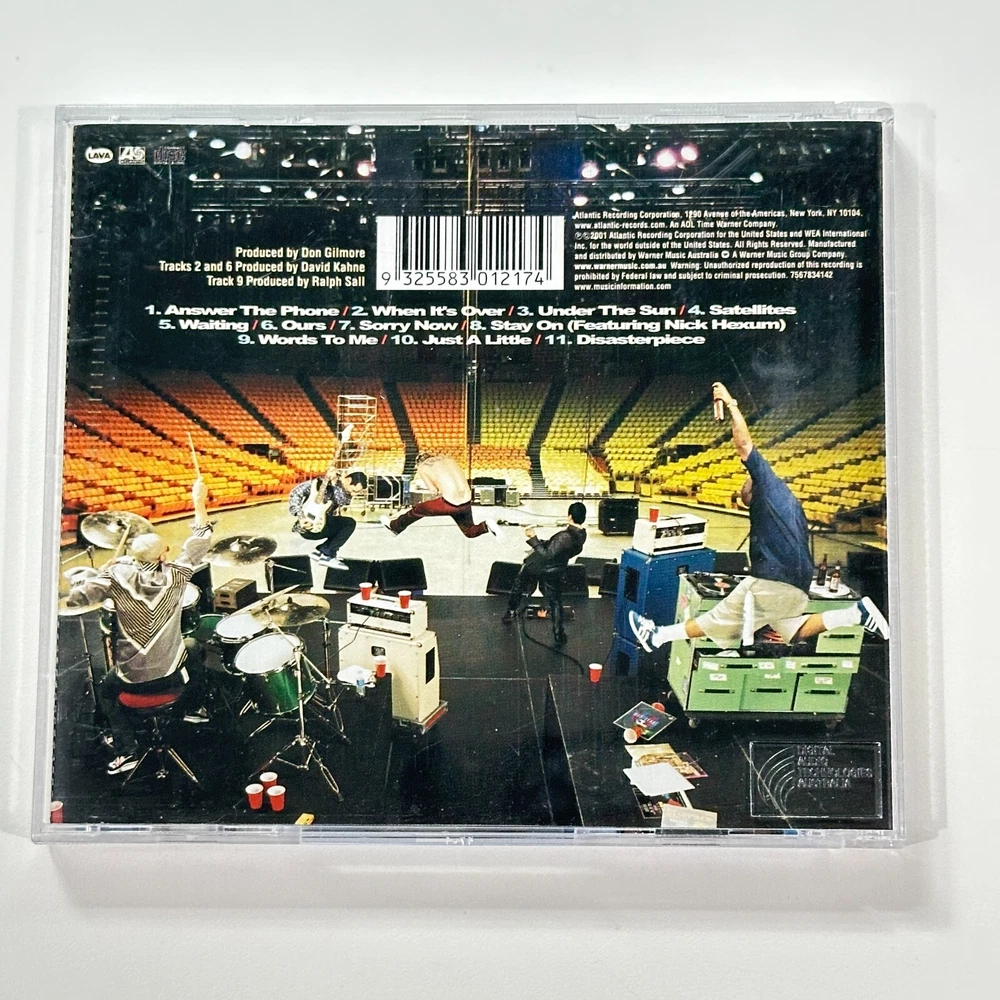 LAVA
Atlantic Recording Corporation, 1290 Avenue of the Americas, New York, NY 10104.
www.atlantic-records.com. An AOL Time Warner Company.
℗ © 2001 Atlantic Recording Corporation for the United States and WEA International
Inc. for the world outside of the United States. All Rights Reserved. Manufactured
and distributed by Warner Music Australia A Warner Music Group Company.
www.warnermusic.com.au Warning: Unauthorized reproduction of this recording is
prohibited by Federal law and subject to criminal prosecution. 7567834142
www.musicinformation.com
Produced by Don Gilmore
Tracks 2 and 6 Produced by David Kahne
Track 9 Produced by Ralph Sall
9 325583 012174
1. Answer The Phone / 2. When It's Over / 3. Under The Sun / 4. Satellites
5. Waiting / 6. Ours / 7. Sorry Now / 8. Stay On (Featuring Nick Hexum)
9. Words To Me / 10. Just A Little / 11. Disasterpiece
DIGITAL
AUDIO
TECHNOLOGIES
AUSTRALIA